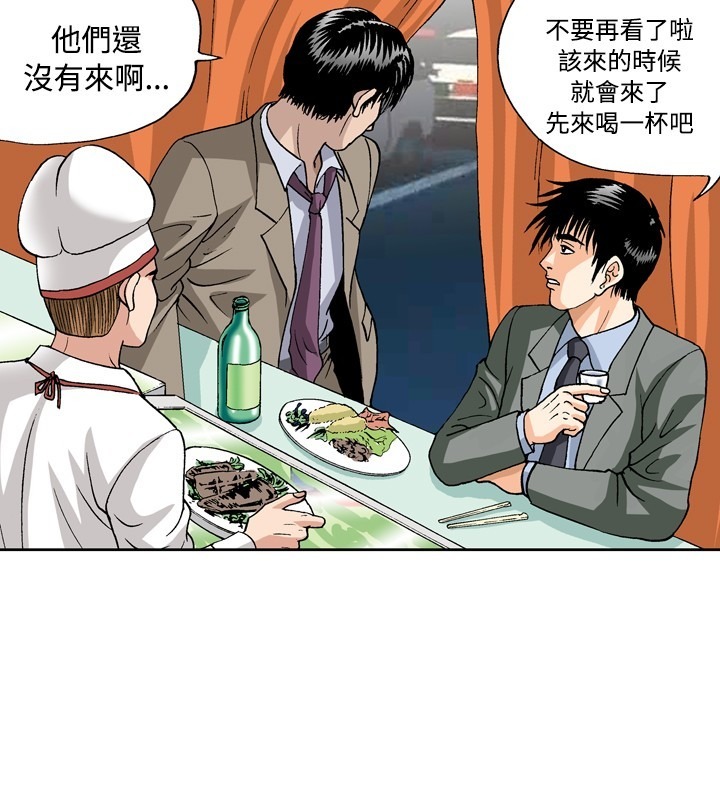 他們還
沒有來啊...
不要再看了啦
該來的時候
就會來了
先來喝一杯吧